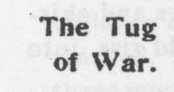 The Tug
of War.